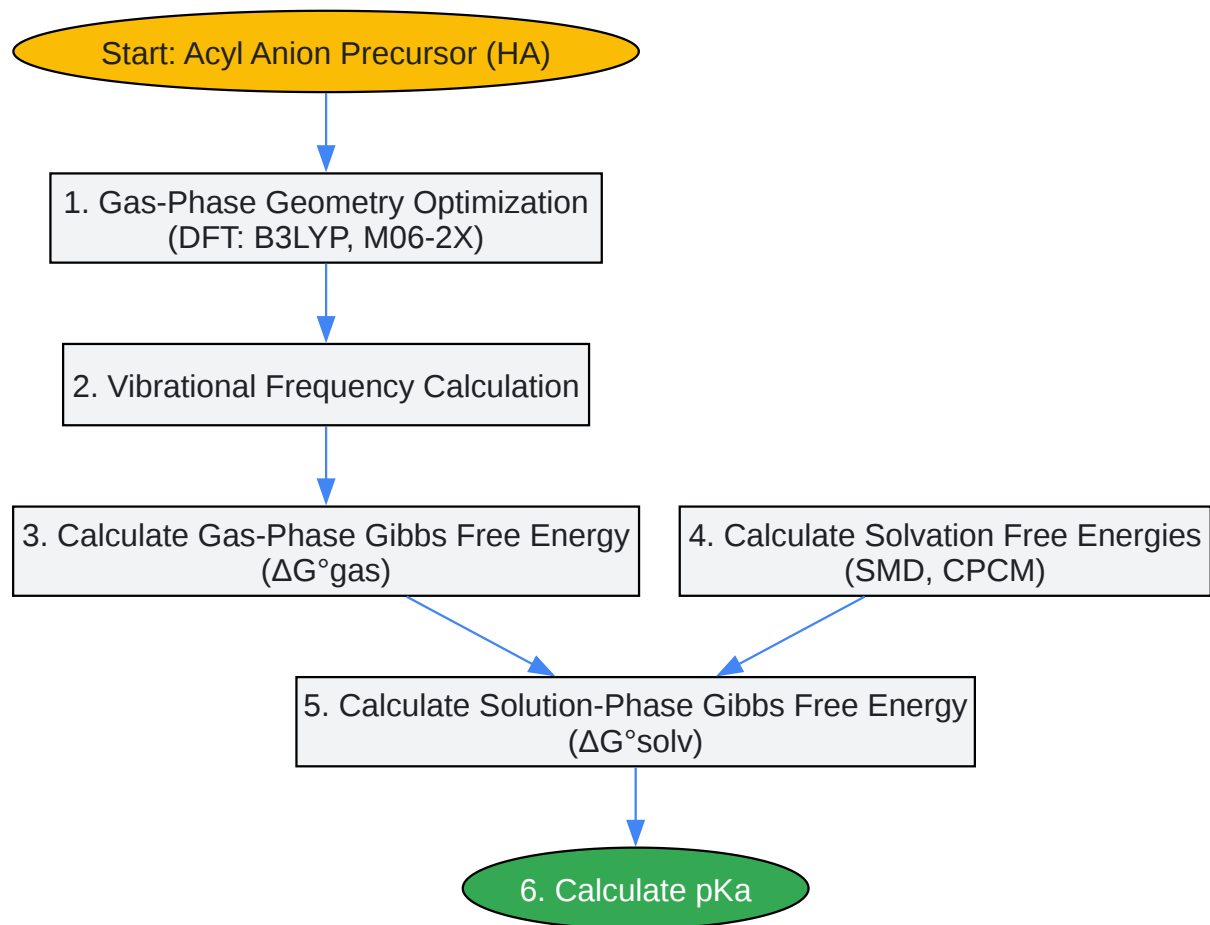 Start: Acyl Anion Precursor (HA)
1. Gas-Phase Geometry Optimization
(DFT: B3LYP, M06-2X)
2. Vibrational Frequency Calculation
3. Calculate Gas-Phase Gibbs Free Energy
(ΔG°gas)
4. Calculate Solvation Free Energies
(SMD, CPCM)
5. Calculate Solution-Phase Gibbs Free Energy
(ΔG°solv)
6. Calculate pKa